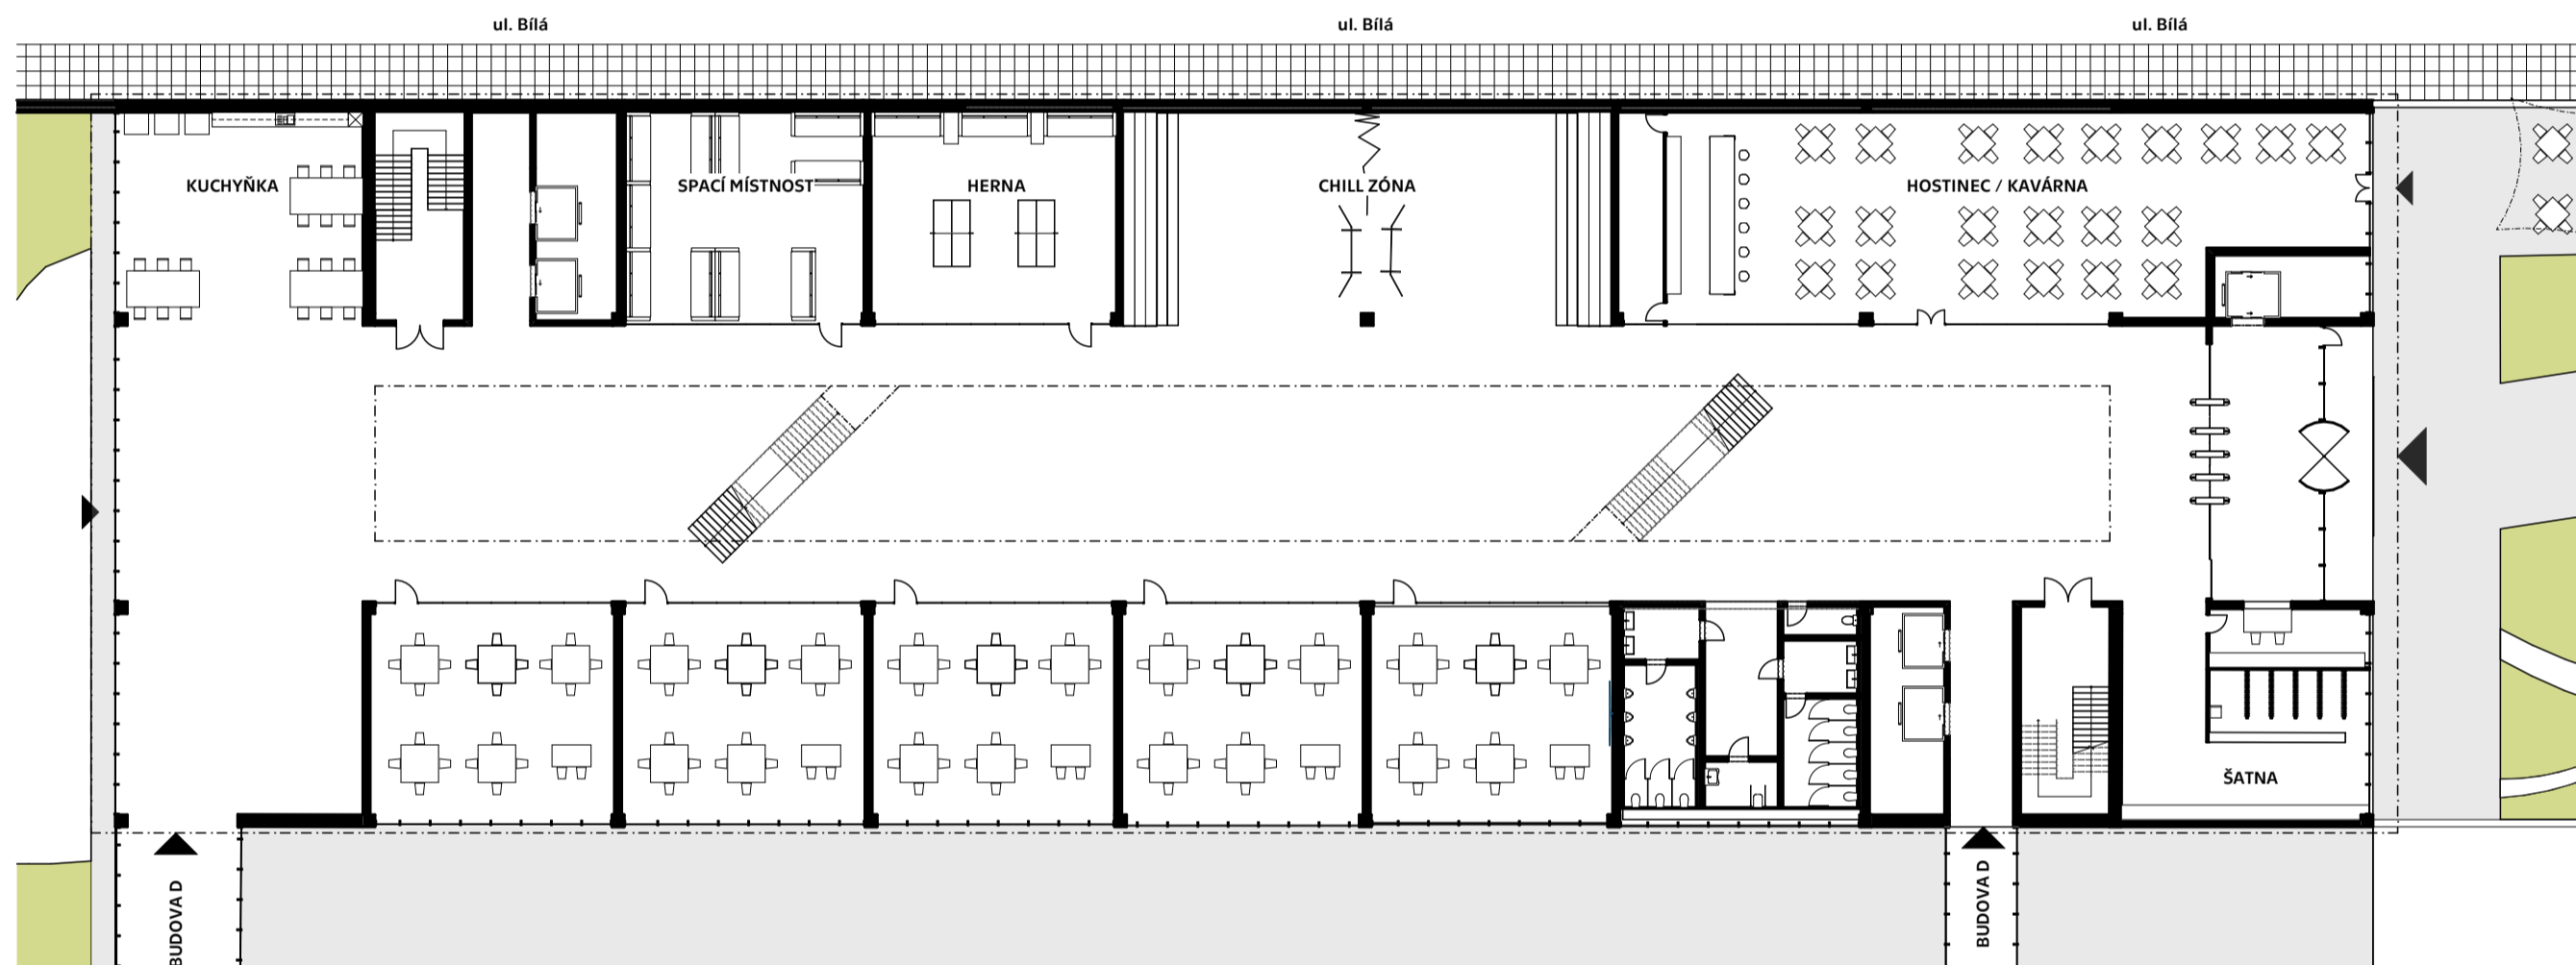 ul. Bílá
ul. Bílá
ul. Bílá
KUCHYŇKA
SPACÍ MÍSTNOST
HERNA
CHILL ZÓNA
HOSTINEC / KAVÁRNA
ŠATNA
BUDOVA D
BUDOVA D